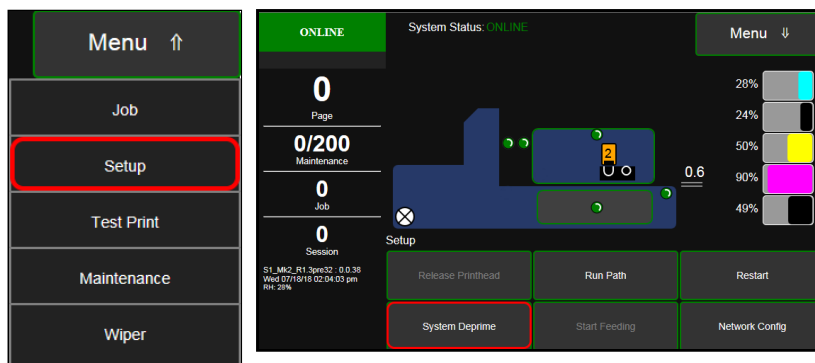 Menu ⇑
Job
Setup
Test Print
Maintenance
Wiper
ONLINE
System Status: ONLINE
Menu ⇓
0
Page
0/200
Maintenance
0
Job
0
Session
S1_Mk2_R1.3pre32 : 0.0.38
Wed 07/18/18 02:04:03 pm
RH: 28%
2
0.6
28%
24%
50%
90%
49%
Setup
Release Printhead
Run Path
Restart
System Deprime
Start Feeding
Network Config